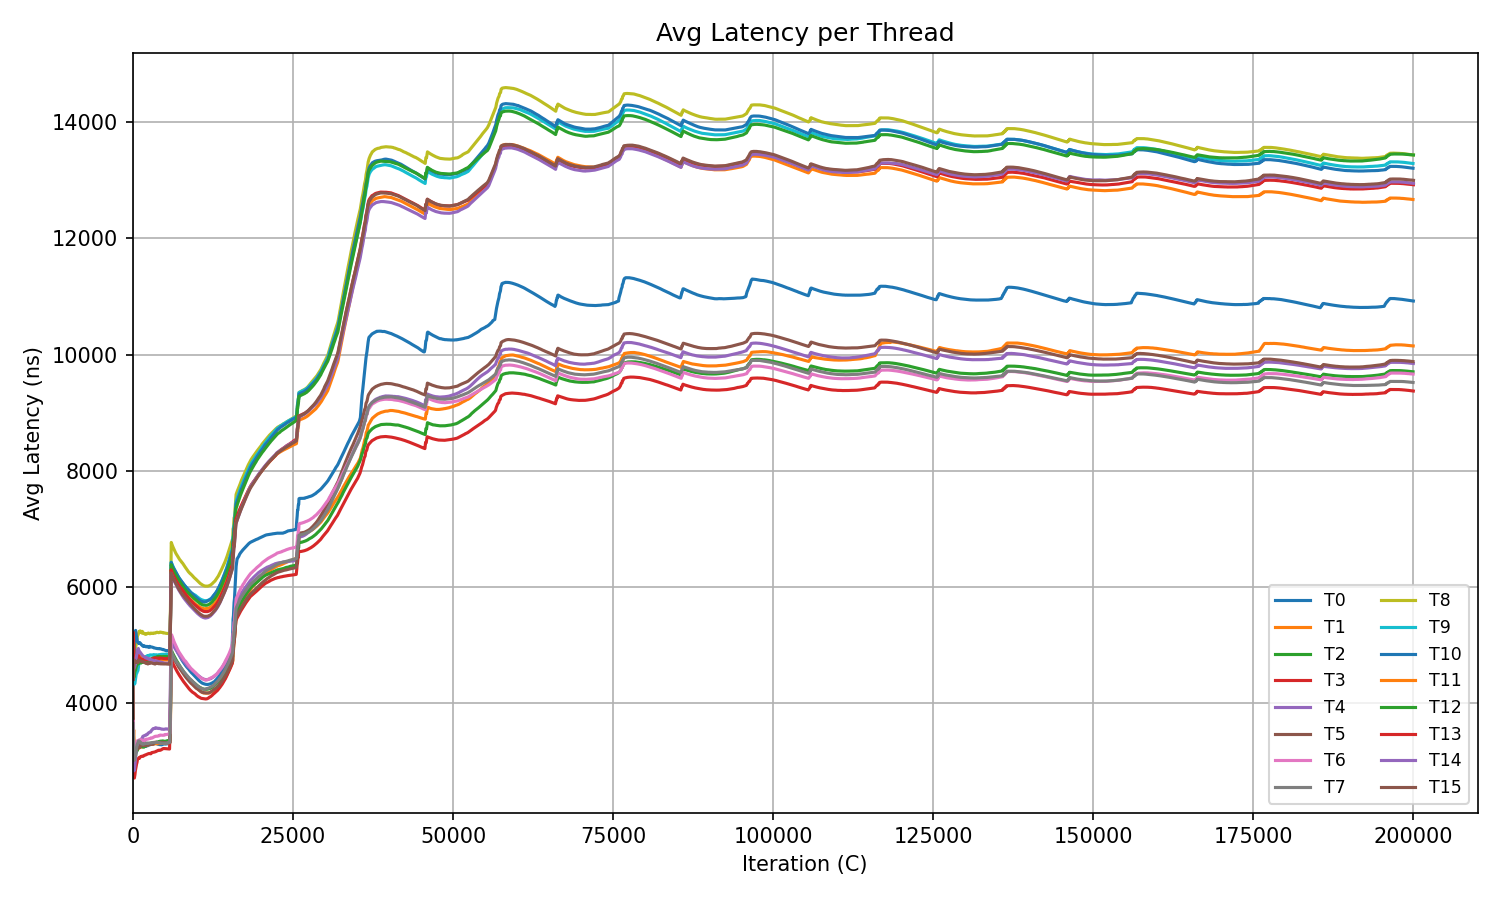 Avg Latency per Thread
14000
12000
10000
8000
6000
4000
Avg Latency (ns)
0 25000 50000 75000 100000 125000 150000 175000 200000
Iteration (C)
T0 T8
T1 T9
T2 T10
T3 T11
T4 T12
T5 T13
T6 T14
T7 T15